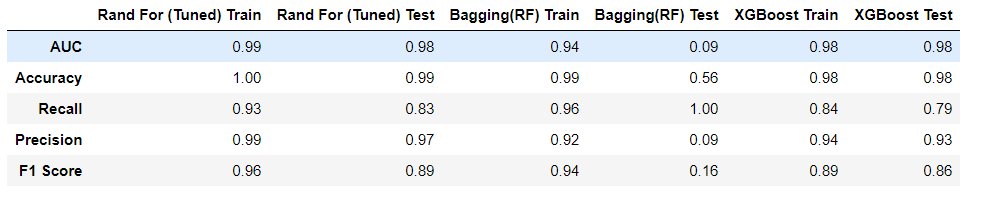 Rand For (Tuned) Train Rand For (Tuned) Test Bagging(RF) Train Bagging(RF) Test XGBoost Train XGBoost Test
AUC 0.99 0.98 0.94 0.09 0.98 0.98
Accuracy 1.00 0.99 0.99 0.56 0.98 0.98
Recall 0.93 0.83 0.96 1.00 0.84 0.79
Precision 0.99 0.97 0.92 0.09 0.94 0.93
F1 Score 0.96 0.89 0.94 0.16 0.89 0.86